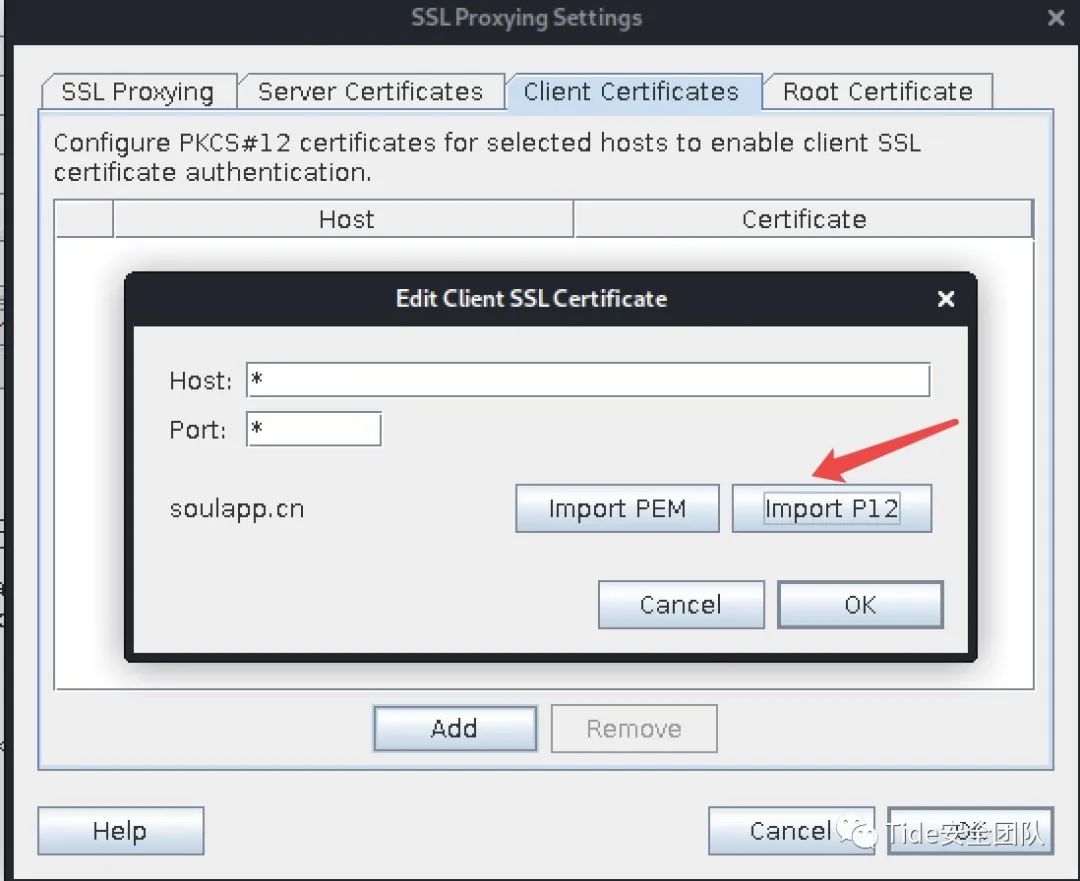 SSL Proxying Settings
SSL Proxying Server Certificates Client Certificates Root Certificate
Configure PKCS#12 certificates for selected hosts to enable client SSL
certificate authentication.
Host Certificate
Edit Client SSL Certificate
Host: *
Port: *
soulapp.cn Import PEM Import P12
Cancel OK
Add Remove
Help Cancel OK
Tide安全团队